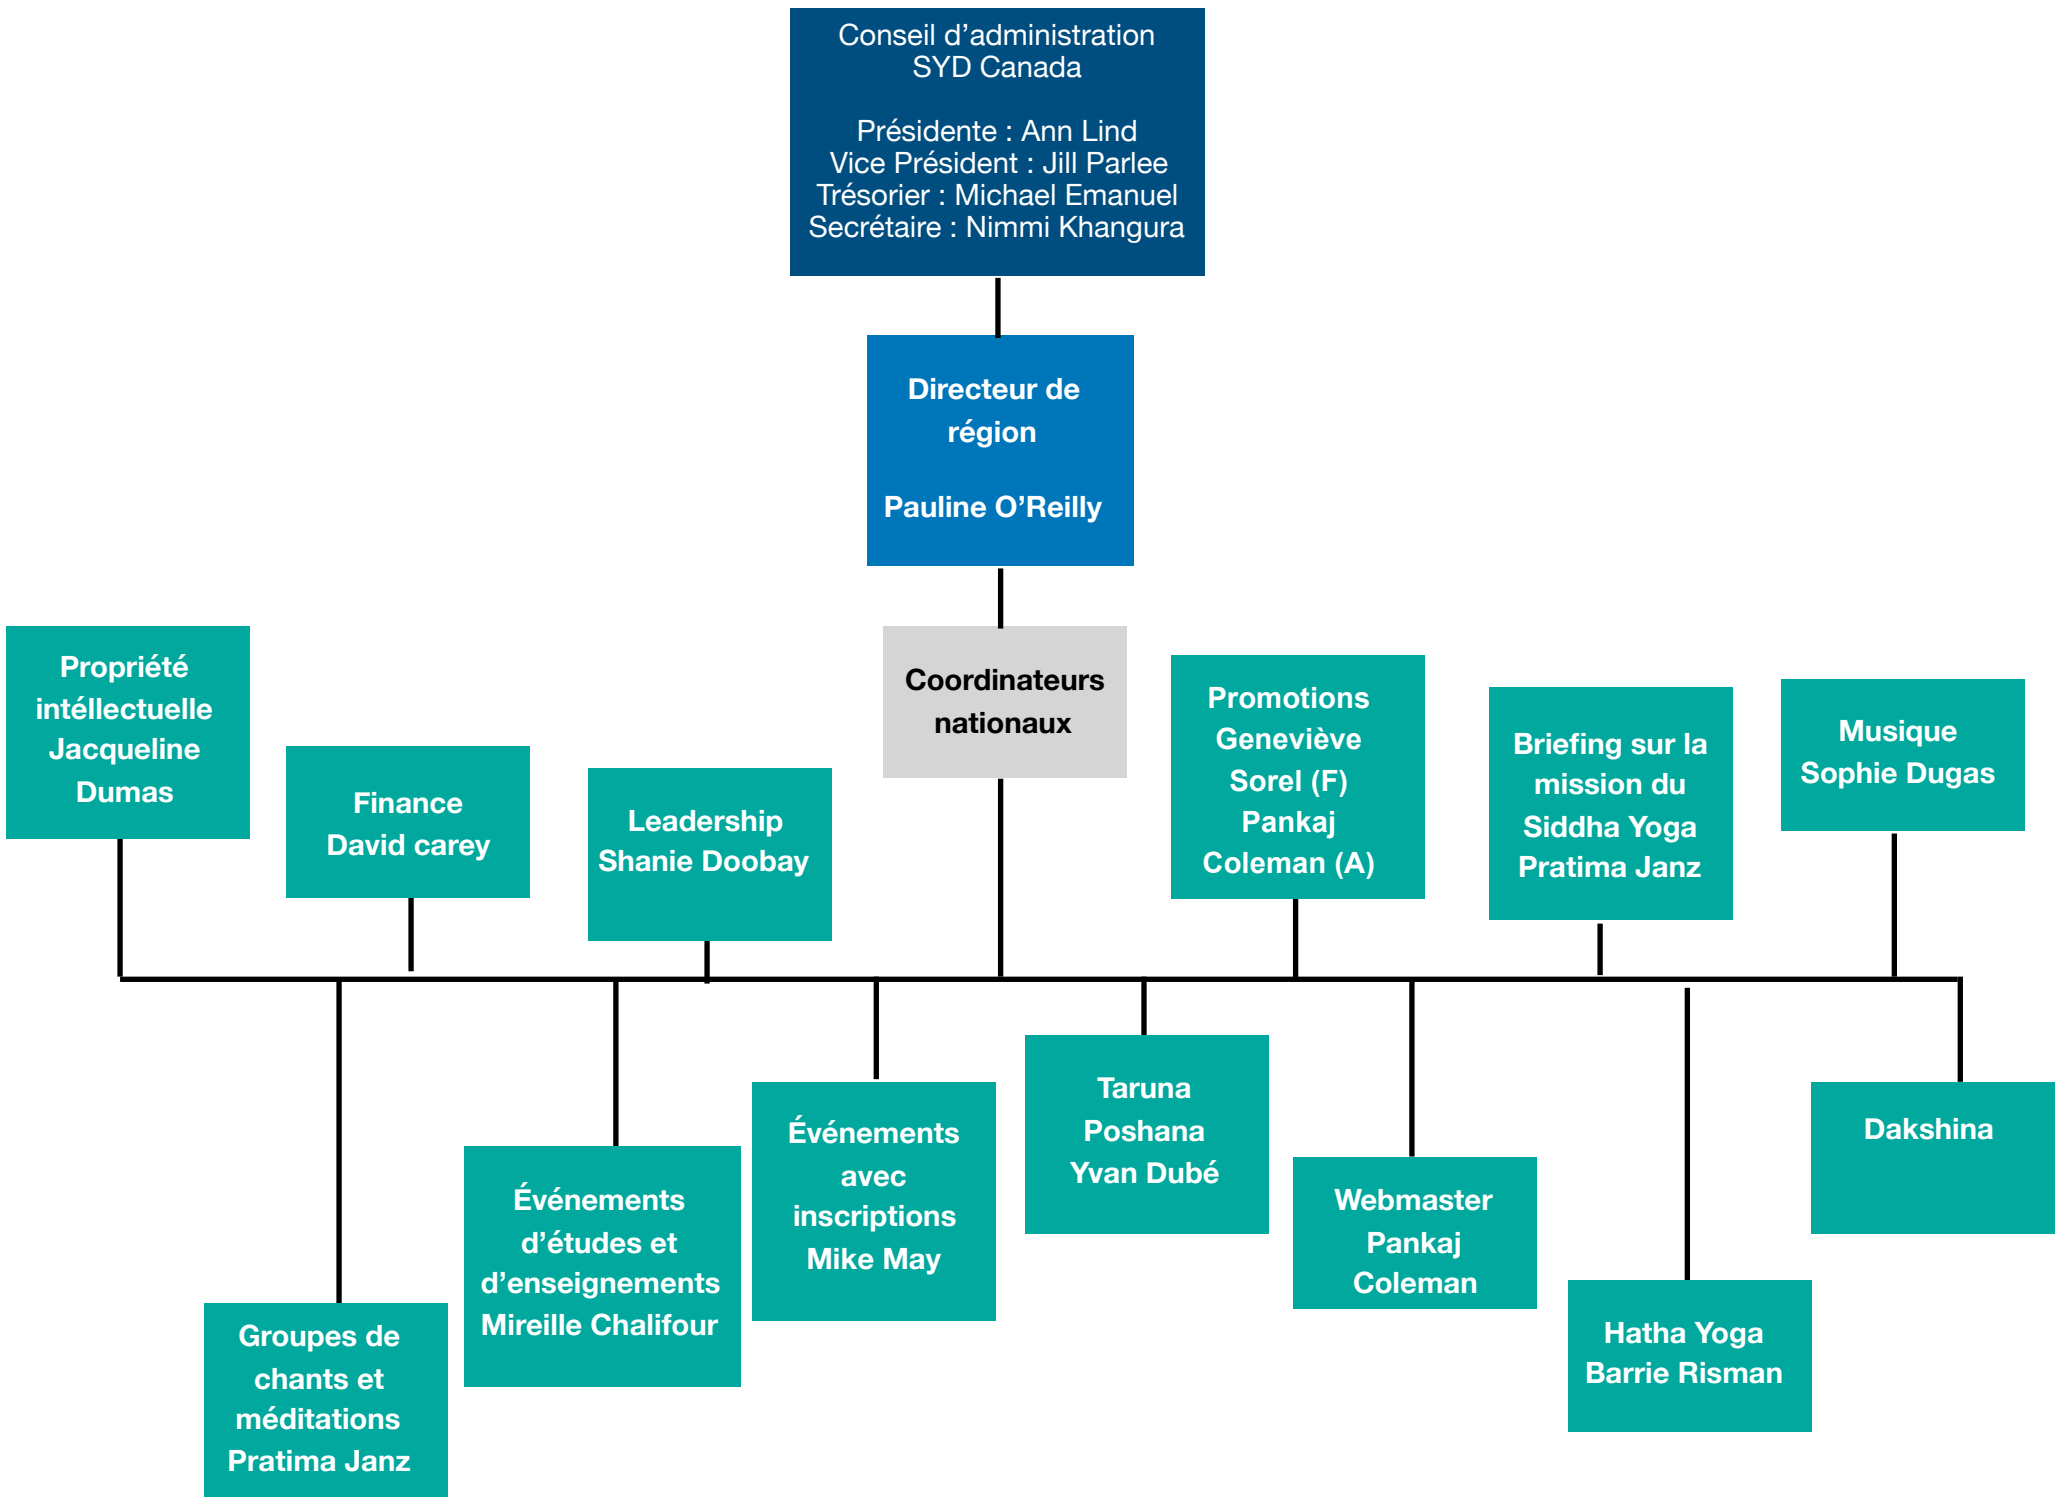 Conseil d’administration
SYD Canada
Présidente : Ann Lind
Vice Président : Jill Parlee
Trésorier : Michael Emanuel
Secrétaire : Nimmi Khangura
Directeur de
région
Pauline O’Reilly
Coordinateurs
nationaux
Propriété
intéllectuelle
Jacqueline
Dumas
Finance
David carey
Leadership
Shanie Doobay
Promotions
Geneviève
Sorel (F)
Pankaj
Coleman (A)
Briefing sur la
mission du
Siddha Yoga
Pratima Janz
Musique
Sophie Dugas
Groupes de
chants et
méditations
Pratima Janz
Événements
d’études et
d’enseignements
Mireille Chalifour
Événements
avec
inscriptions
Mike May
Taruna
Poshana
Yvan Dubé
Webmaster
Pankaj
Coleman
Hatha Yoga
Barrie Risman
Dakshina